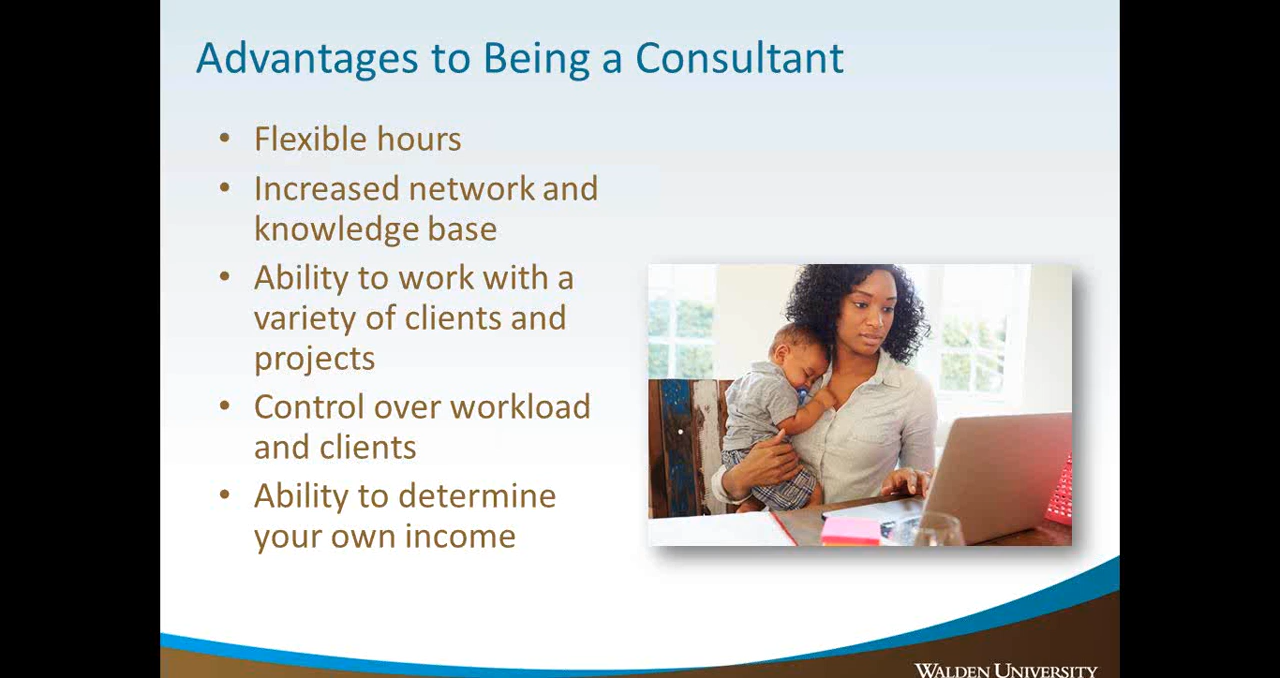 Advantages to Being a Consultant
• Flexible hours
• Increased network and
knowledge base
• Ability to work with a
variety of clients and
projects
• Control over workload
and clients
• Ability to determine
your own income
WALDEN UNIVERSITY